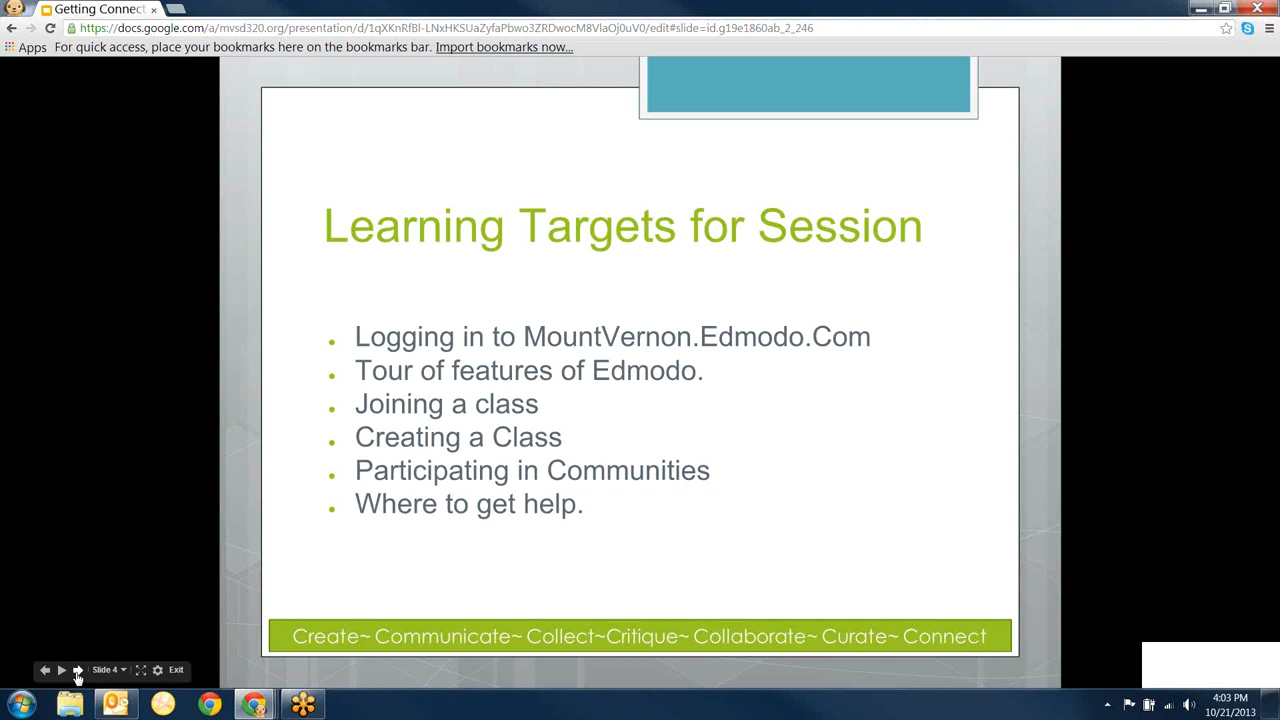 Getting Connect
https://docs.google.com/a/mvsd320.org/presentation/d/1qXKnRfBl-LNxHKSUaZyfaPbwo3ZRDwocM8VlaOj0uV0/edit#slide=id.g19e1860ab_2_246
Apps For quick access, place your bookmarks here on the bookmarks bar. Import bookmarks now...
Learning Targets for Session
Logging in to MountVernon.Edmodo.Com
Tour of features of Edmodo.
Joining a class
Creating a Class
Participating in Communities
Where to get help.
Create~ Communicate~ Collect~Critique~ Collaborate~ Curate~ Connect
Slide 4 Exit
4:03 PM
10/21/2013